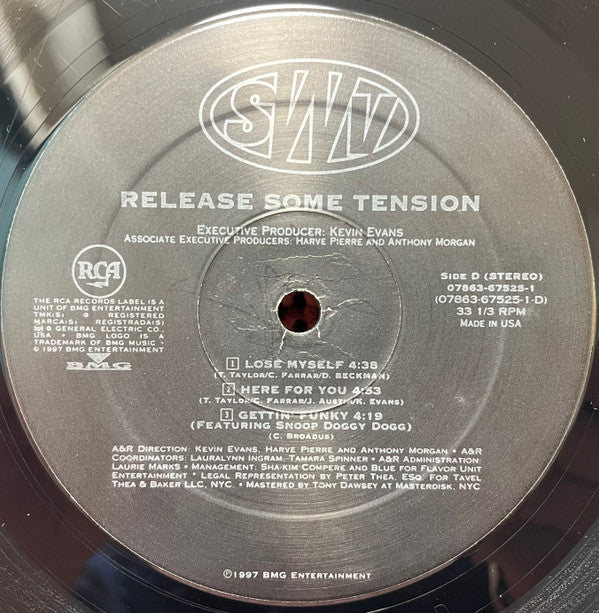 SWV
RELEASE SOME TENSION
EXECUTIVE PRODUCER: KEVIN EVANS
ASSOCIATE EXECUTIVE PRODUCERS: HARVE PIERRE AND ANTHONY MORGAN
RCA
THE RCA RECORDS LABEL IS A
UNIT OF BMG ENTERTAINMENT
TMK(S) ® REGISTERED
MARCA(S) REGISTRADA(S)
® GENERAL ELECTRIC CO.,
USA • BMG LOGO IS A
TRADEMARK OF BMG MUSIC •
© 1997 BMG ENTERTAINMENT
BMG
SIDE D (STEREO)
07863-67525-1
(07863-67525-1-D)
33 1/3 RPM
MADE IN USA
1 LOSE MYSELF 4:38
(T. TAYLOR/C. FARRAR/D. BECKMAN)
2 HERE FOR YOU 4:53
(T. TAYLOR/C. FARRAR/J. AUSTIN/K. EVANS)
3 GETTIN' FUNKY 4:19
(FEATURING SNOOP DOGGY DOGG)
(C. BROADUS)
A&R DIRECTION: KEVIN EVANS, HARVE PIERRE AND ANTHONY MORGAN • A&R
COORDINATORS: LAURALYNN INGRAM, TAMARA SPINNER • A&R ADMINISTRATION:
LAURIE MARKS • MANAGEMENT: SHA-KIM COMPERE AND BLUE FOR FLAVOR UNIT
ENTERTAINMENT • LEGAL REPRESENTATION BY PETER THEA, ESQ. FOR TAVEL
THEA & BAKER LLC, NYC. • MASTERED BY TONY DAWSEY AT MASTERDISK, NYC
℗1997 BMG ENTERTAINMENT